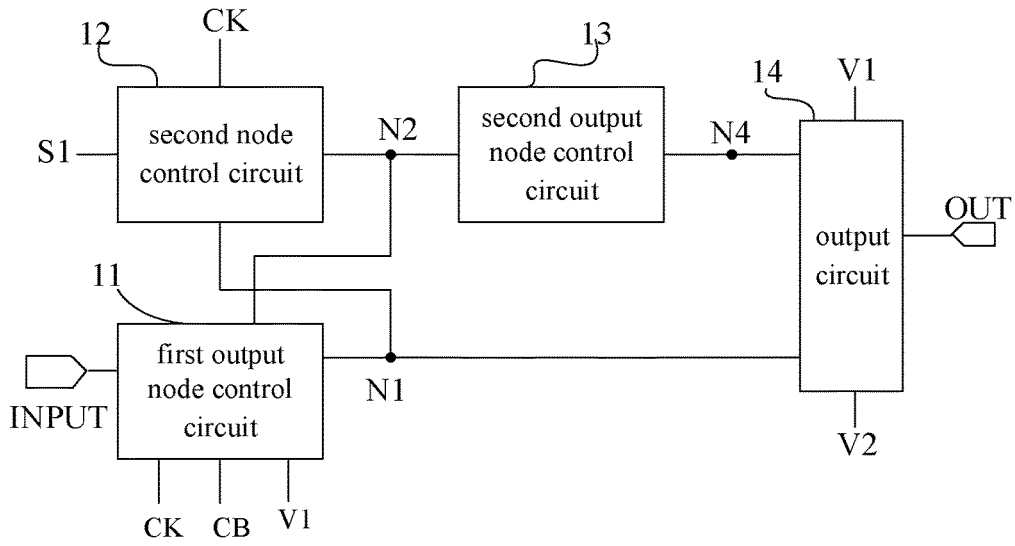 CK
12
13
14
V1
second node
control circuit
S1
N2
second output
node control
circuit
N4
OUT
output
circuit
11
first output
node control
circuit
INPUT
N1
V2
CK
CB
V1